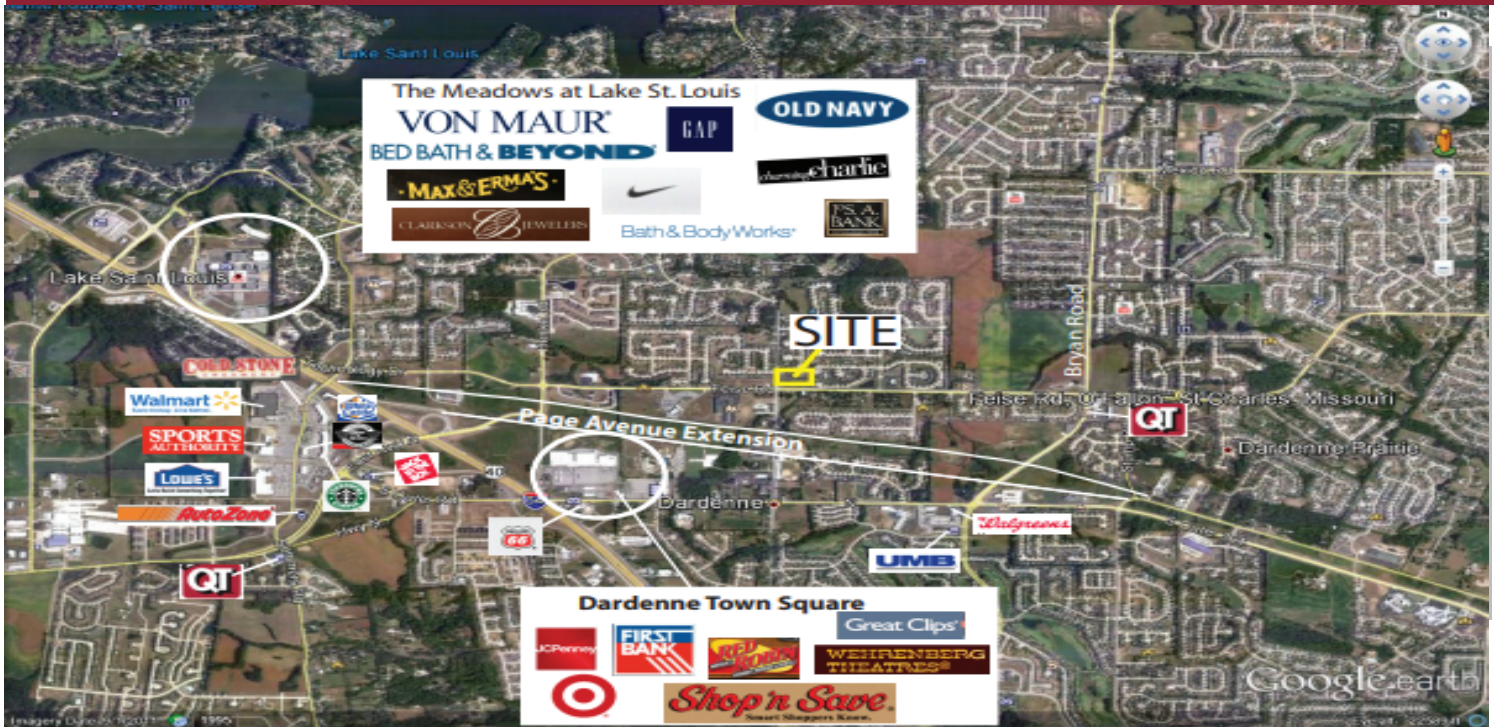 Lake Saint Louis
The Meadows at Lake St. Louis
VON MAUR
GAP
OLD NAVY
BED BATH & BEYOND
charming charlie
MAX & ERMA'S
CLARKSON JEWELERS
Bath & Body Works
P.S. A.
BANK
Lake Saint Louis
SITE
Bryan Road
COLD STONE
CREAMERY
Walmart
SPORTS
AUTHORITY
LOWE'S
AutoZone
QT
Page Avenue Extension
Feise Rd, O'Fallon, St Charles, Missouri
QT
Dardenne Prairie
40
Dardenne
66
Walgreens
UMB
Dardenne Town Square
JCPenney
FIRST
BANK
RED
ROBIN
Great Clips
WEHRENBERG
THEATRES®
Shop 'n Save
Smart Shoppers Know.
Google earth
1995